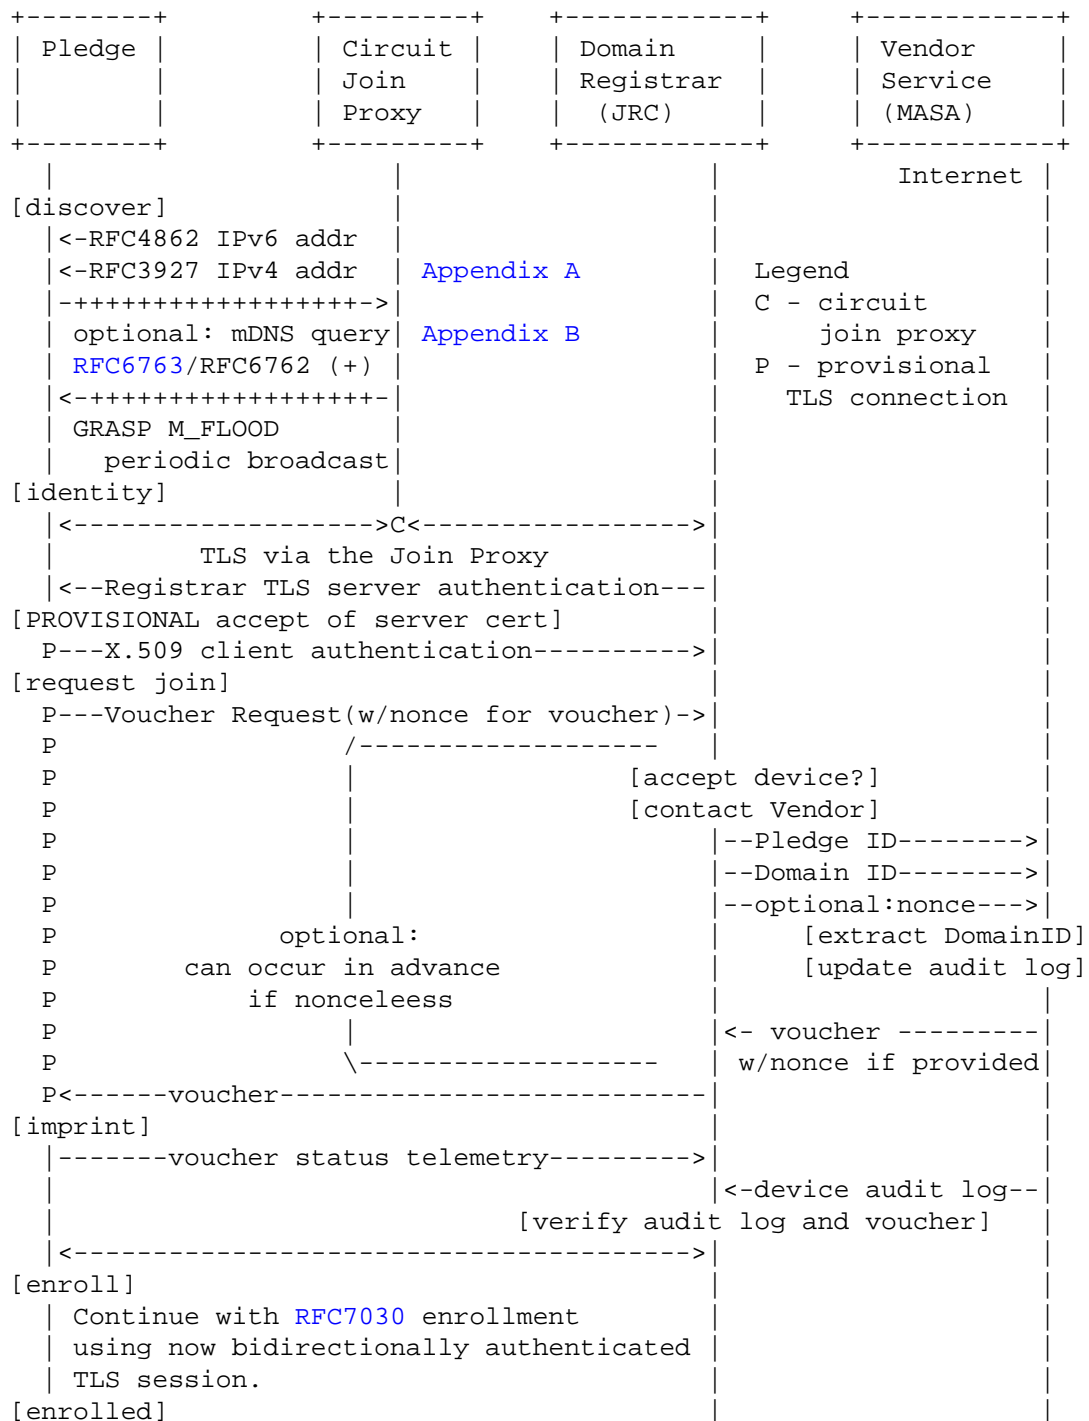 +--------+         +---------+    +------------+     +------------+
| Pledge |         | Circuit |    | Domain     |     | Vendor     |
|        |         | Join    |    | Registrar  |     | Service    |
|        |         | Proxy   |    |  (JRC)     |     | (MASA)     |
+--------+         +---------+    +------------+     +------------+
  |                     |                   |           Internet |
[discover]              |                   |                    |
  |<-RFC4862 IPv6 addr  |                   |                    |
  |<-RFC3927 IPv4 addr  | Appendix A        |  Legend            |
  |-++++++++++++++++++->|                   |  C - circuit       |
  | optional: mDNS query| Appendix B        |      join proxy    |
  | RFC6763/RFC6762 (+) |                   |  P - provisional   |
  |<-++++++++++++++++++-|                   |    TLS connection  |
  | GRASP M_FLOOD       |                   |                    |
  |   periodic broadcast|                   |                    |
[identity]              |                   |                    |
  |<------------------->C<----------------->|                    |
  |         TLS via the Join Proxy          |                    |
  |<--Registrar TLS server authentication---|                    |
[PROVISIONAL accept of server cert]         |                    |
  P---X.509 client authentication---------->|                    |
[request join]                              |                    |
  P---Voucher Request(w/nonce for voucher)->|                    |
  P                  /-------------------   |                    |
  P                  |                 [accept device?]          |
  P                  |                 [contact Vendor]          |
  P                  |                      |--Pledge ID-------->|
  P                  |                      |--Domain ID-------->|
  P                  |                      |--optional:nonce--->|
  P              optional:                  |     [extract DomainID]
  P        can occur in advance             |     [update audit log]
  P            if nonceleess                |                    |
  P                  |                      |<- voucher ---------|
  P                  \-------------------   | w/nonce if provided|
  P<------voucher---------------------------|                    |
[imprint]                                   |                    |
  |-------voucher status telemetry--------->|                    |
  |                                         |<-device audit log--|
  |                             [verify audit log and voucher]   |
  |<--------------------------------------->|                    |
[enroll]                                    |                    |
  | Continue with RFC7030 enrollment        |                    |
  | using now bidirectionally authenticated |                    |
  | TLS session.                            |                    |
[enrolled]                                  |                    |